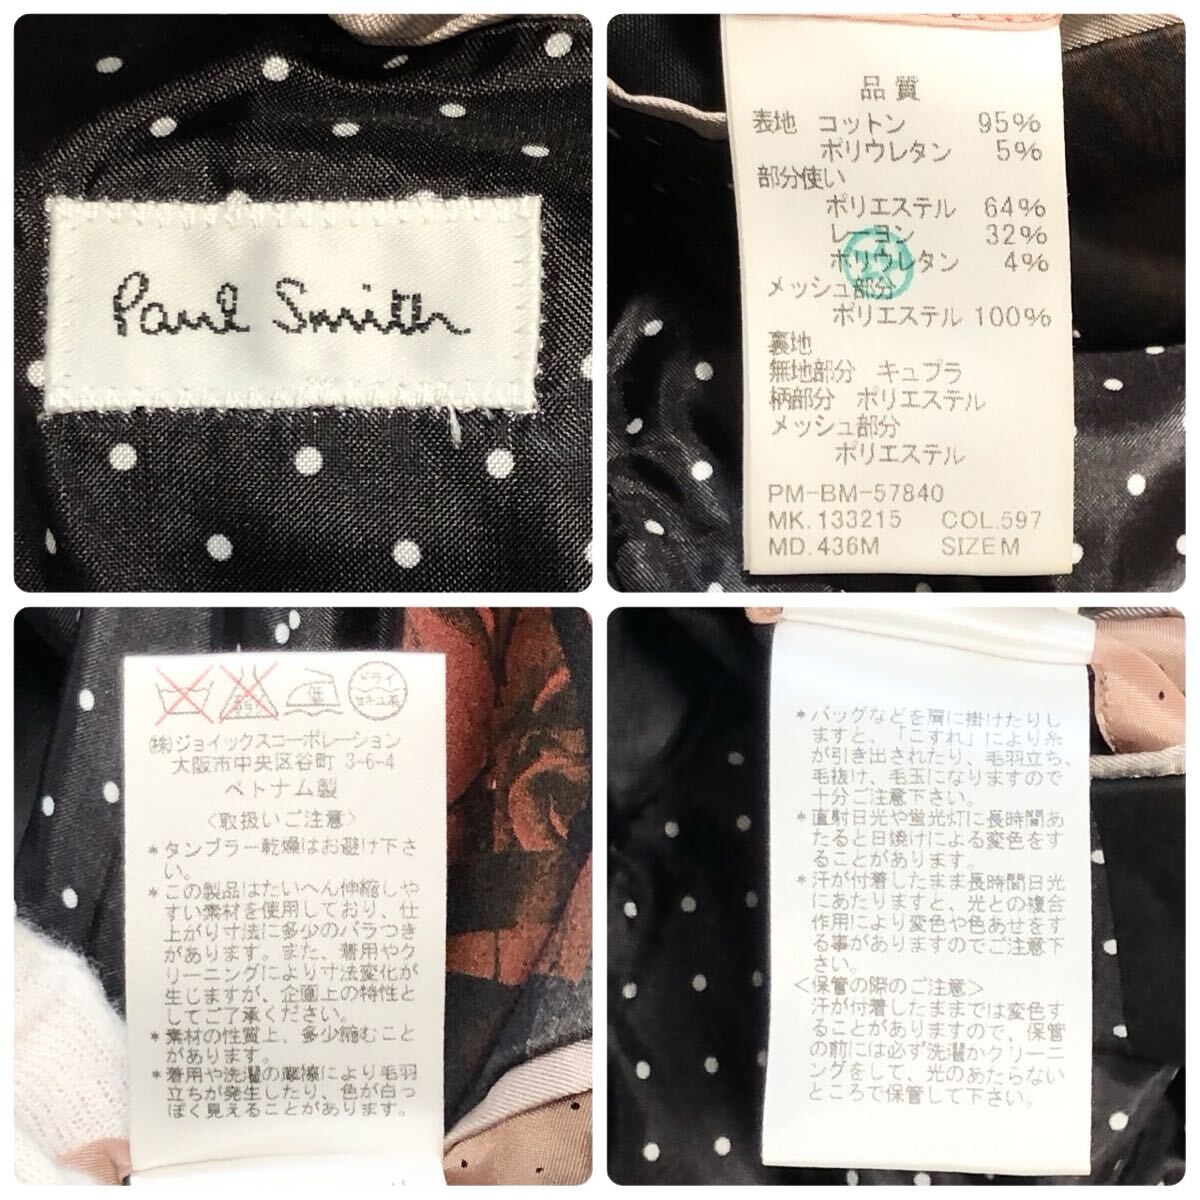 Paul Smith
品質
表地 コットン 95%
ポリウレタン 5%
部分使い
ポリエステル 64%
レーヨン 32%
ポリウレタン 4%
メッシュ部分
ポリエステル 100%
裏地
無地部分 キュプラ
柄部分 ポリエステル
メッシュ部分
ポリエステル
PM-BM-57840
MK.133215 COL.597
MD.436M SIZE M
低 ドライ セキユ系
(株)ジョイックスコーポレーション
大阪市中央区谷町 3-6-4
ベトナム製
〈取扱いご注意〉
*タンブラー乾燥はお避け下さ
い。
*この製品はたいへん伸縮しや
すい素材を使用しており、仕
上がり寸法に多少のバラつき
があります。また、着用やク
リーニングにより寸法変化が
生じますが、企画上の特性と
してご了承ください。
*素材の性質上、多少縮むこと
があります。
*着用や洗濯の摩擦により毛羽
立ちが発生したり、色が白っ
ぽく見えることがあります。
*バッグなどを肩に掛けたりし
ますと、「こすれ」により糸
が引き出されたり、毛羽立ち、
毛抜け、毛玉になりますので
十分ご注意下さい。
*直射日光や蛍光灯に長時間あ
たると日焼けによる変色をす
ることがあります。
*汗が付着したまま長時間日光
にあたりますと、光との複合
作用により変色や色あせをす
る事がありますのでご注意下
さい。
〈保管の際のご注意〉
汗が付着したままでは変色す
ることがありますので、保管
の前には必ず洗濯かクリーニ
ングをして、光のあたらない
ところで保管して下さい。